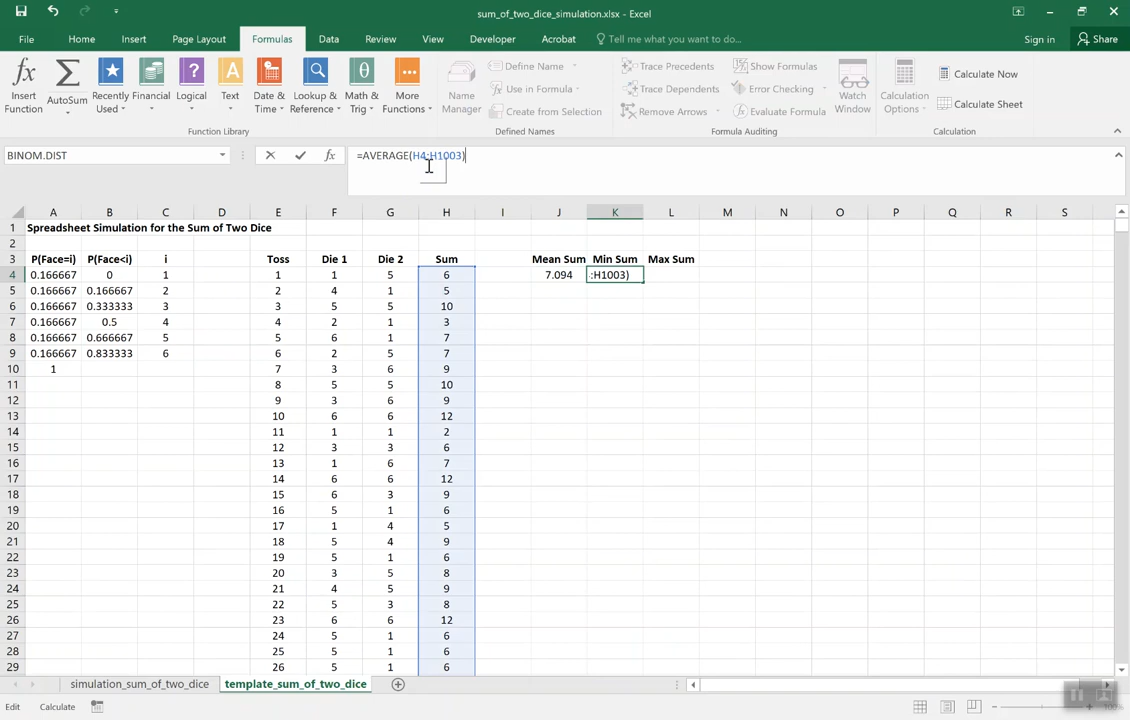 sum_of_two_dice_simulation.xlsx - Excel
File Home Insert Page Layout Formulas Data Review View Developer Acrobat Tell me what you want to do... Sign in Share
Insert Function
AutoSum
Recently Used
Financial
Logical
Text
Date & Time
Lookup & Reference
Math & Trig
More Functions
Function Library
Name Manager
Define Name
Use in Formula
Create from Selection
Defined Names
Trace Precedents
Trace Dependents
Remove Arrows
Show Formulas
Error Checking
Evaluate Formula
Formula Auditing
Watch Window
Calculation Options
Calculate Now
Calculate Sheet
Calculation
BINOM.DIST fx =AVERAGE(H4:H1003)
A B C D E F G H I J K L M N O P Q R S
1 Spreadsheet Simulation for the Sum of Two Dice
2
3 P(Face=i) P(Face<i) i Toss Die 1 Die 2 Sum Mean Sum Min Sum Max Sum
4 0.166667 0 1 1 1 5 6 7.094 :H1003)
5 0.166667 0.166667 2 2 4 1 5
6 0.166667 0.333333 3 3 5 5 10
7 0.166667 0.5 4 4 2 1 3
8 0.166667 0.666667 5 5 6 1 7
9 0.166667 0.833333 6 6 2 5 7
10 1 7 3 6 9
11 8 5 5 10
12 9 3 6 9
13 10 6 6 12
14 11 1 1 2
15 12 3 3 6
16 13 1 6 7
17 14 6 6 12
18 15 6 3 9
19 16 5 1 6
20 17 1 4 5
21 18 5 4 9
22 19 5 1 6
23 20 3 5 8
24 21 4 5 9
25 22 5 3 8
26 23 6 6 12
27 24 5 1 6
28 25 5 1 6
29 26 5 1 6
simulation_sum_of_two_dice template_sum_of_two_dice
Edit Calculate 100%